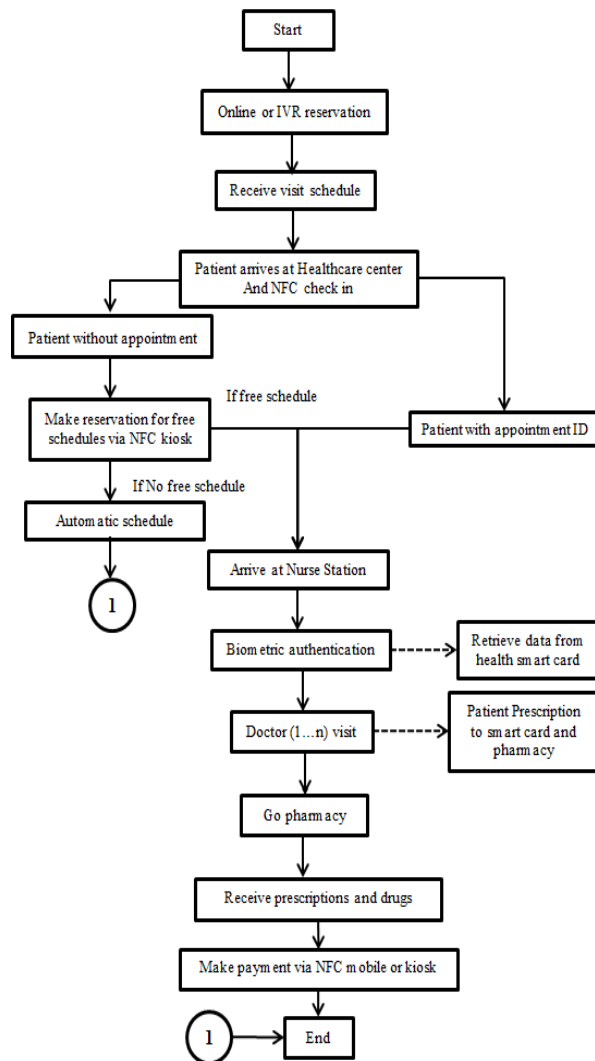 Start
Online or IVR reservation
Receive visit schedule
Patient arrives at Healthcare center
And NFC check in
Patient without appointment
If free schedule
Make reservation for free
schedules via NFC kiosk
Patient with appointment ID
If No free schedule
Automatic schedule
1
Arrive at Nurse Station
Biometric authentication
Retrieve data from
health smart card
Doctor (1...n) visit
Patient Prescription
to smart card and
pharmacy
Go pharmacy
Receive prescriptions and drugs
Make payment via NFC mobile or kiosk
1
End